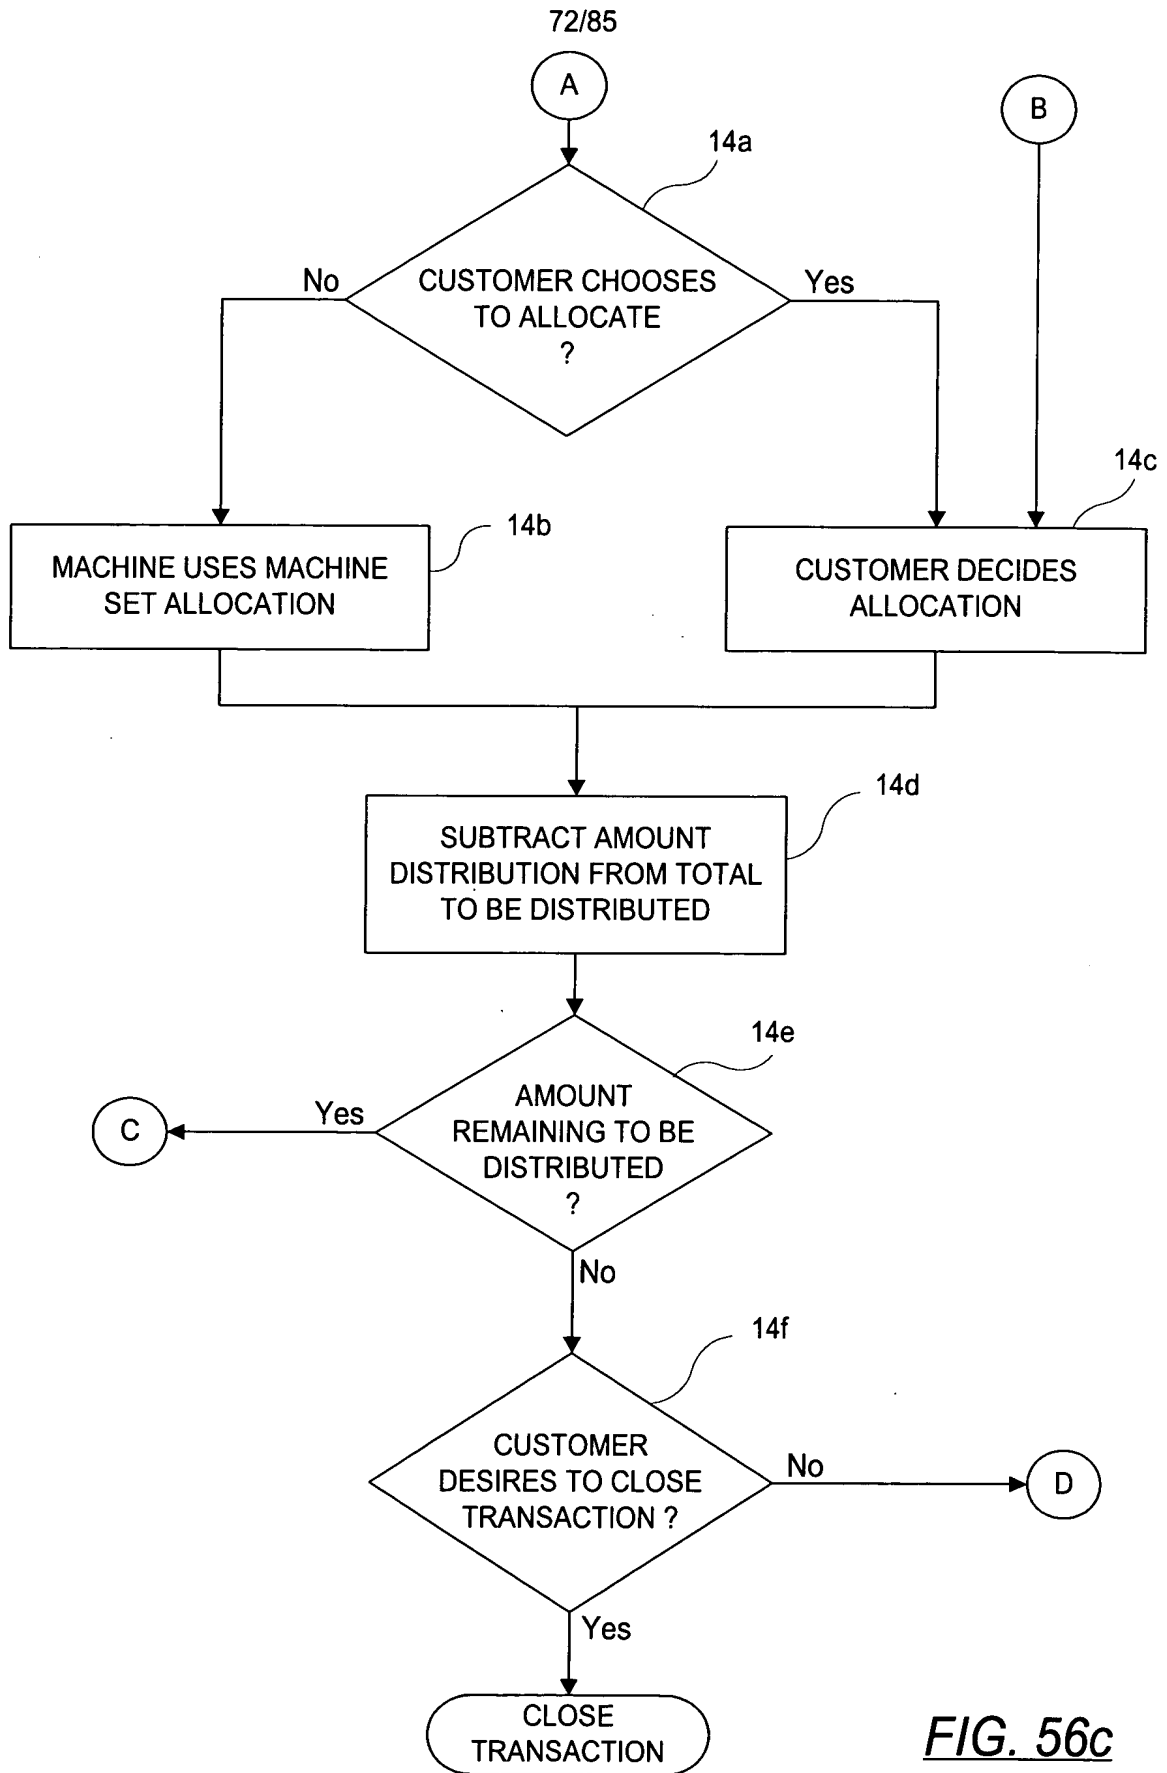 72/85
A
B
14a
No
CUSTOMER CHOOSES
TO ALLOCATE
?
Yes
14c
14b
MACHINE USES MACHINE
SET ALLOCATION
CUSTOMER DECIDES
ALLOCATION
14d
SUBTRACT AMOUNT
DISTRIBUTION FROM TOTAL
TO BE DISTRIBUTED
14e
C
Yes
AMOUNT
REMAINING TO BE
DISTRIBUTED
?
No
14f
CUSTOMER
DESIRES TO CLOSE
TRANSACTION ?
No
D
Yes
CLOSE
TRANSACTION
FIG. 56c